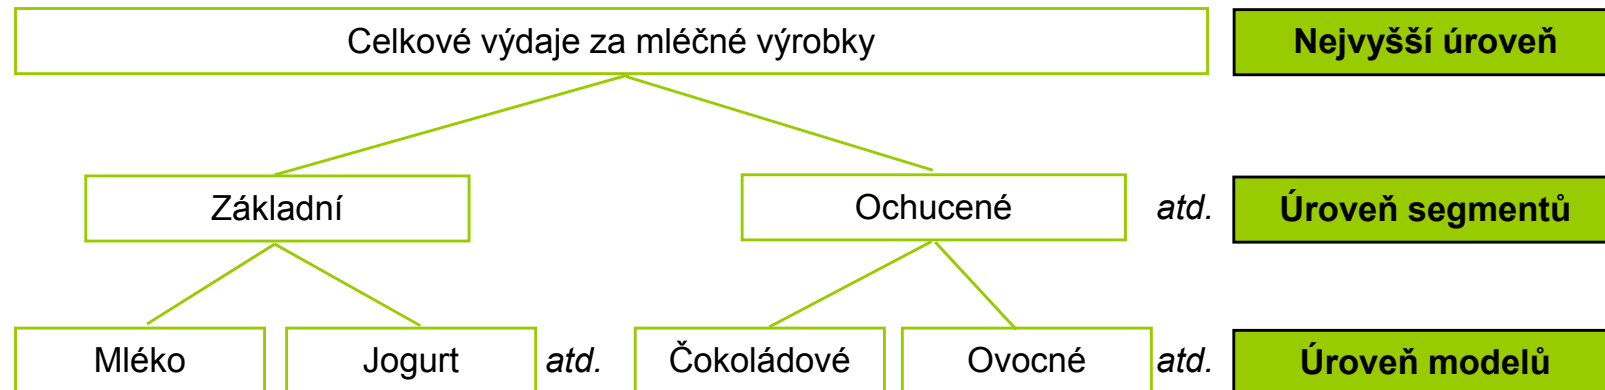 Celkové výdaje za mléčné výrobky
Nejvyšší úroveň
Základní
Ochucené
atd.
Úroveň segmentů
Mléko
Jogurt
atd.
Čokoládové
Ovocné
atd.
Úroveň modelů